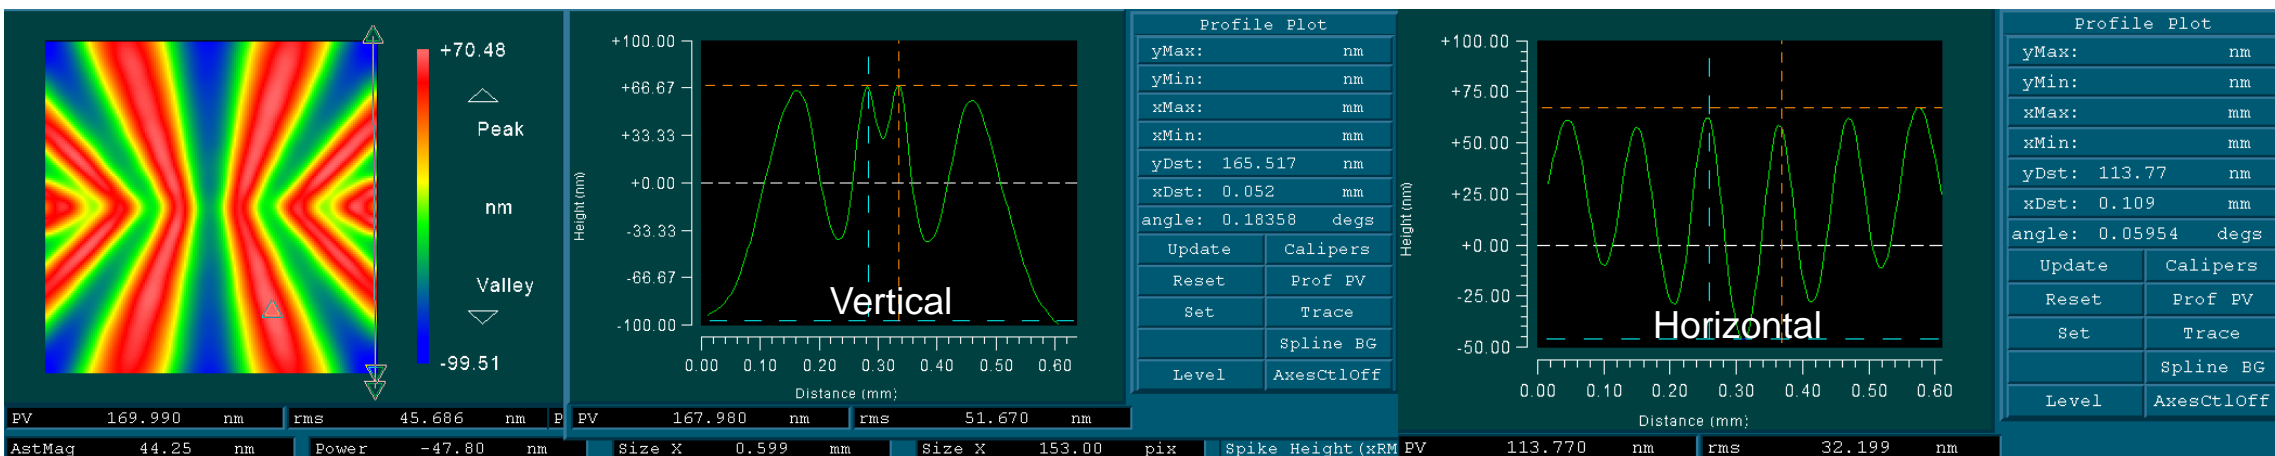 +70.48
Peak
nm
Valley
-99.51
PV 169.990 nm rms 45.686 nm P
AstMag 44.25 nm Power -47.80 nm Size X 0.599 mm Size X 153.00 pix Spike Height (xRM
+100.00
+66.67
+33.33
+0.00
-33.33
-66.67
-100.00
Height (nm)
Vertical
0.00 0.10 0.20 0.30 0.40 0.50 0.60
Distance (mm)
PV 167.980 nm rms 51.670 nm
Profile Plot
yMax: nm
yMin: nm
xMax: mm
xMin: mm
yDst: 165.517 nm
xDst: 0.052 mm
angle: 0.18358 degs
Update Calipers
Reset Prof PV
Set Trace
Spline BG
Level AxesCtlOff
+100.00
+75.00
+50.00
+25.00
+0.00
-25.00
-50.00
Height (nm)
Horizontal
0.00 0.10 0.20 0.30 0.40 0.50 0.60
Distance (mm)
PV 113.770 nm rms 32.199 nm
Profile Plot
yMax: nm
yMin: nm
xMax: mm
xMin: mm
yDst: 113.77 nm
xDst: 0.109 mm
angle: 0.05954 degs
Update Calipers
Reset Prof PV
Set Trace
Spline BG
Level AxesCtlOff